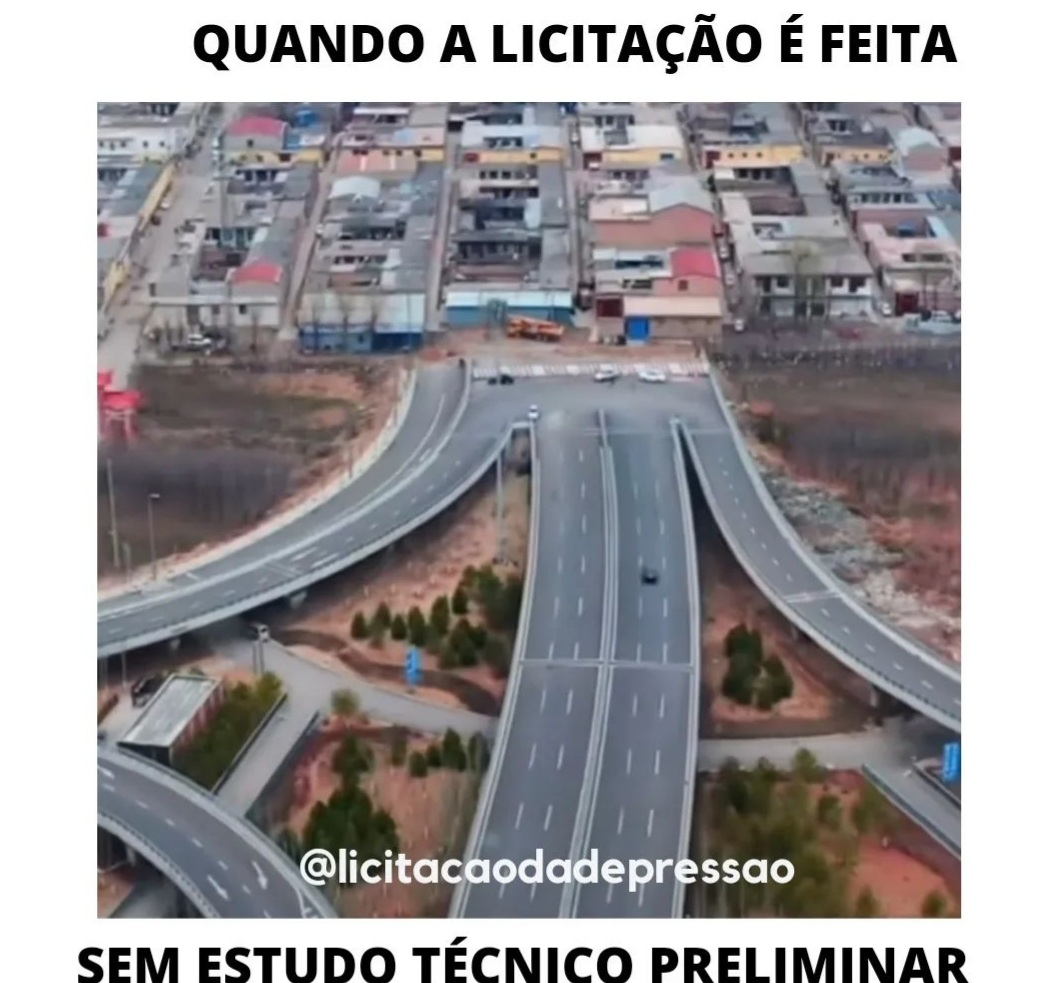 QUANDO A LICITAÇÃO É FEITA
@licitacaodadepressao
SEM ESTUDO TÉCNICO PRELIMINAR